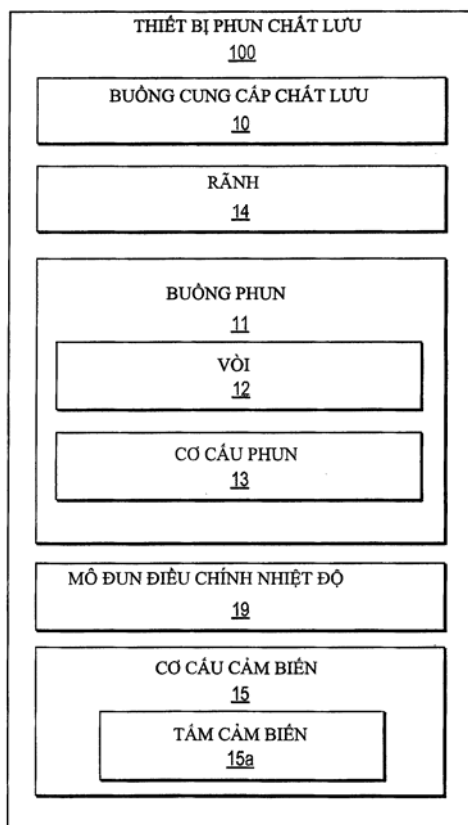 THIẾT BỊ PHUN CHẤT LƯU
100
BUỒNG CUNG CẤP CHẤT LƯU
10
RÃNH
14
BUỒNG PHUN
11
VÒI
12
CƠ CẤU PHUN
13
MÔ ĐUN ĐIỀU CHỈNH NHIỆT ĐỘ
19
CƠ CẤU CẢM BIẾN
15
TẤM CẢM BIẾN
15a